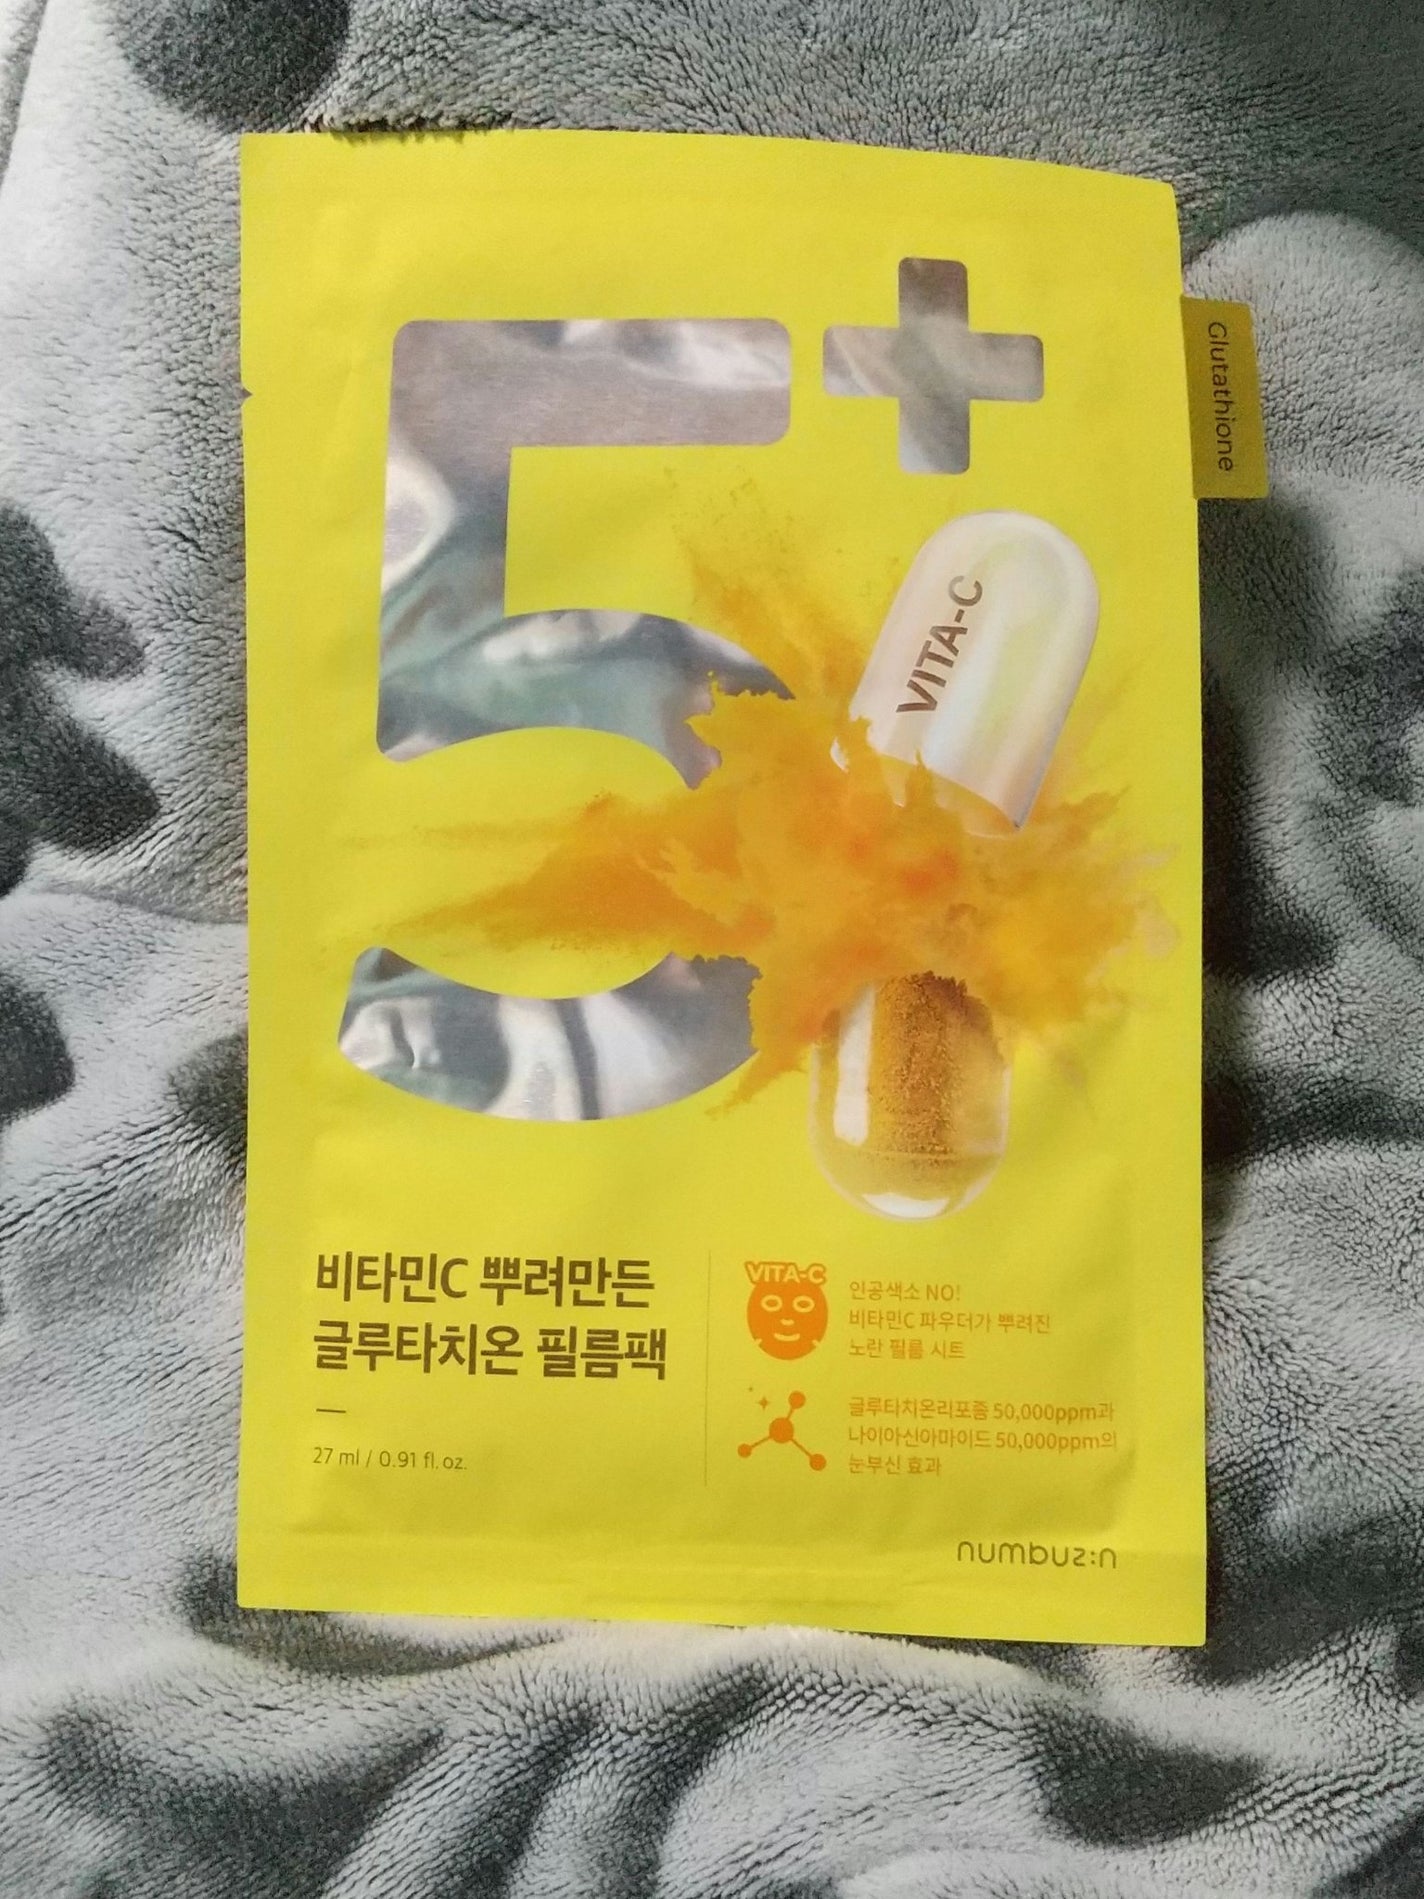 5+
Glutathione
VITA-C
비타민C 뿌려만든
글루타치온 필름팩
27 ml / 0.91 fl. oz.
VITA-C
인공색소 NO!
비타민C 파우더가 뿌려진
노란 필름 시트
글루타치온리포좀 50,000ppm과
나이아신아마이드 50,000ppm의
눈부신 효과
numbuz:n